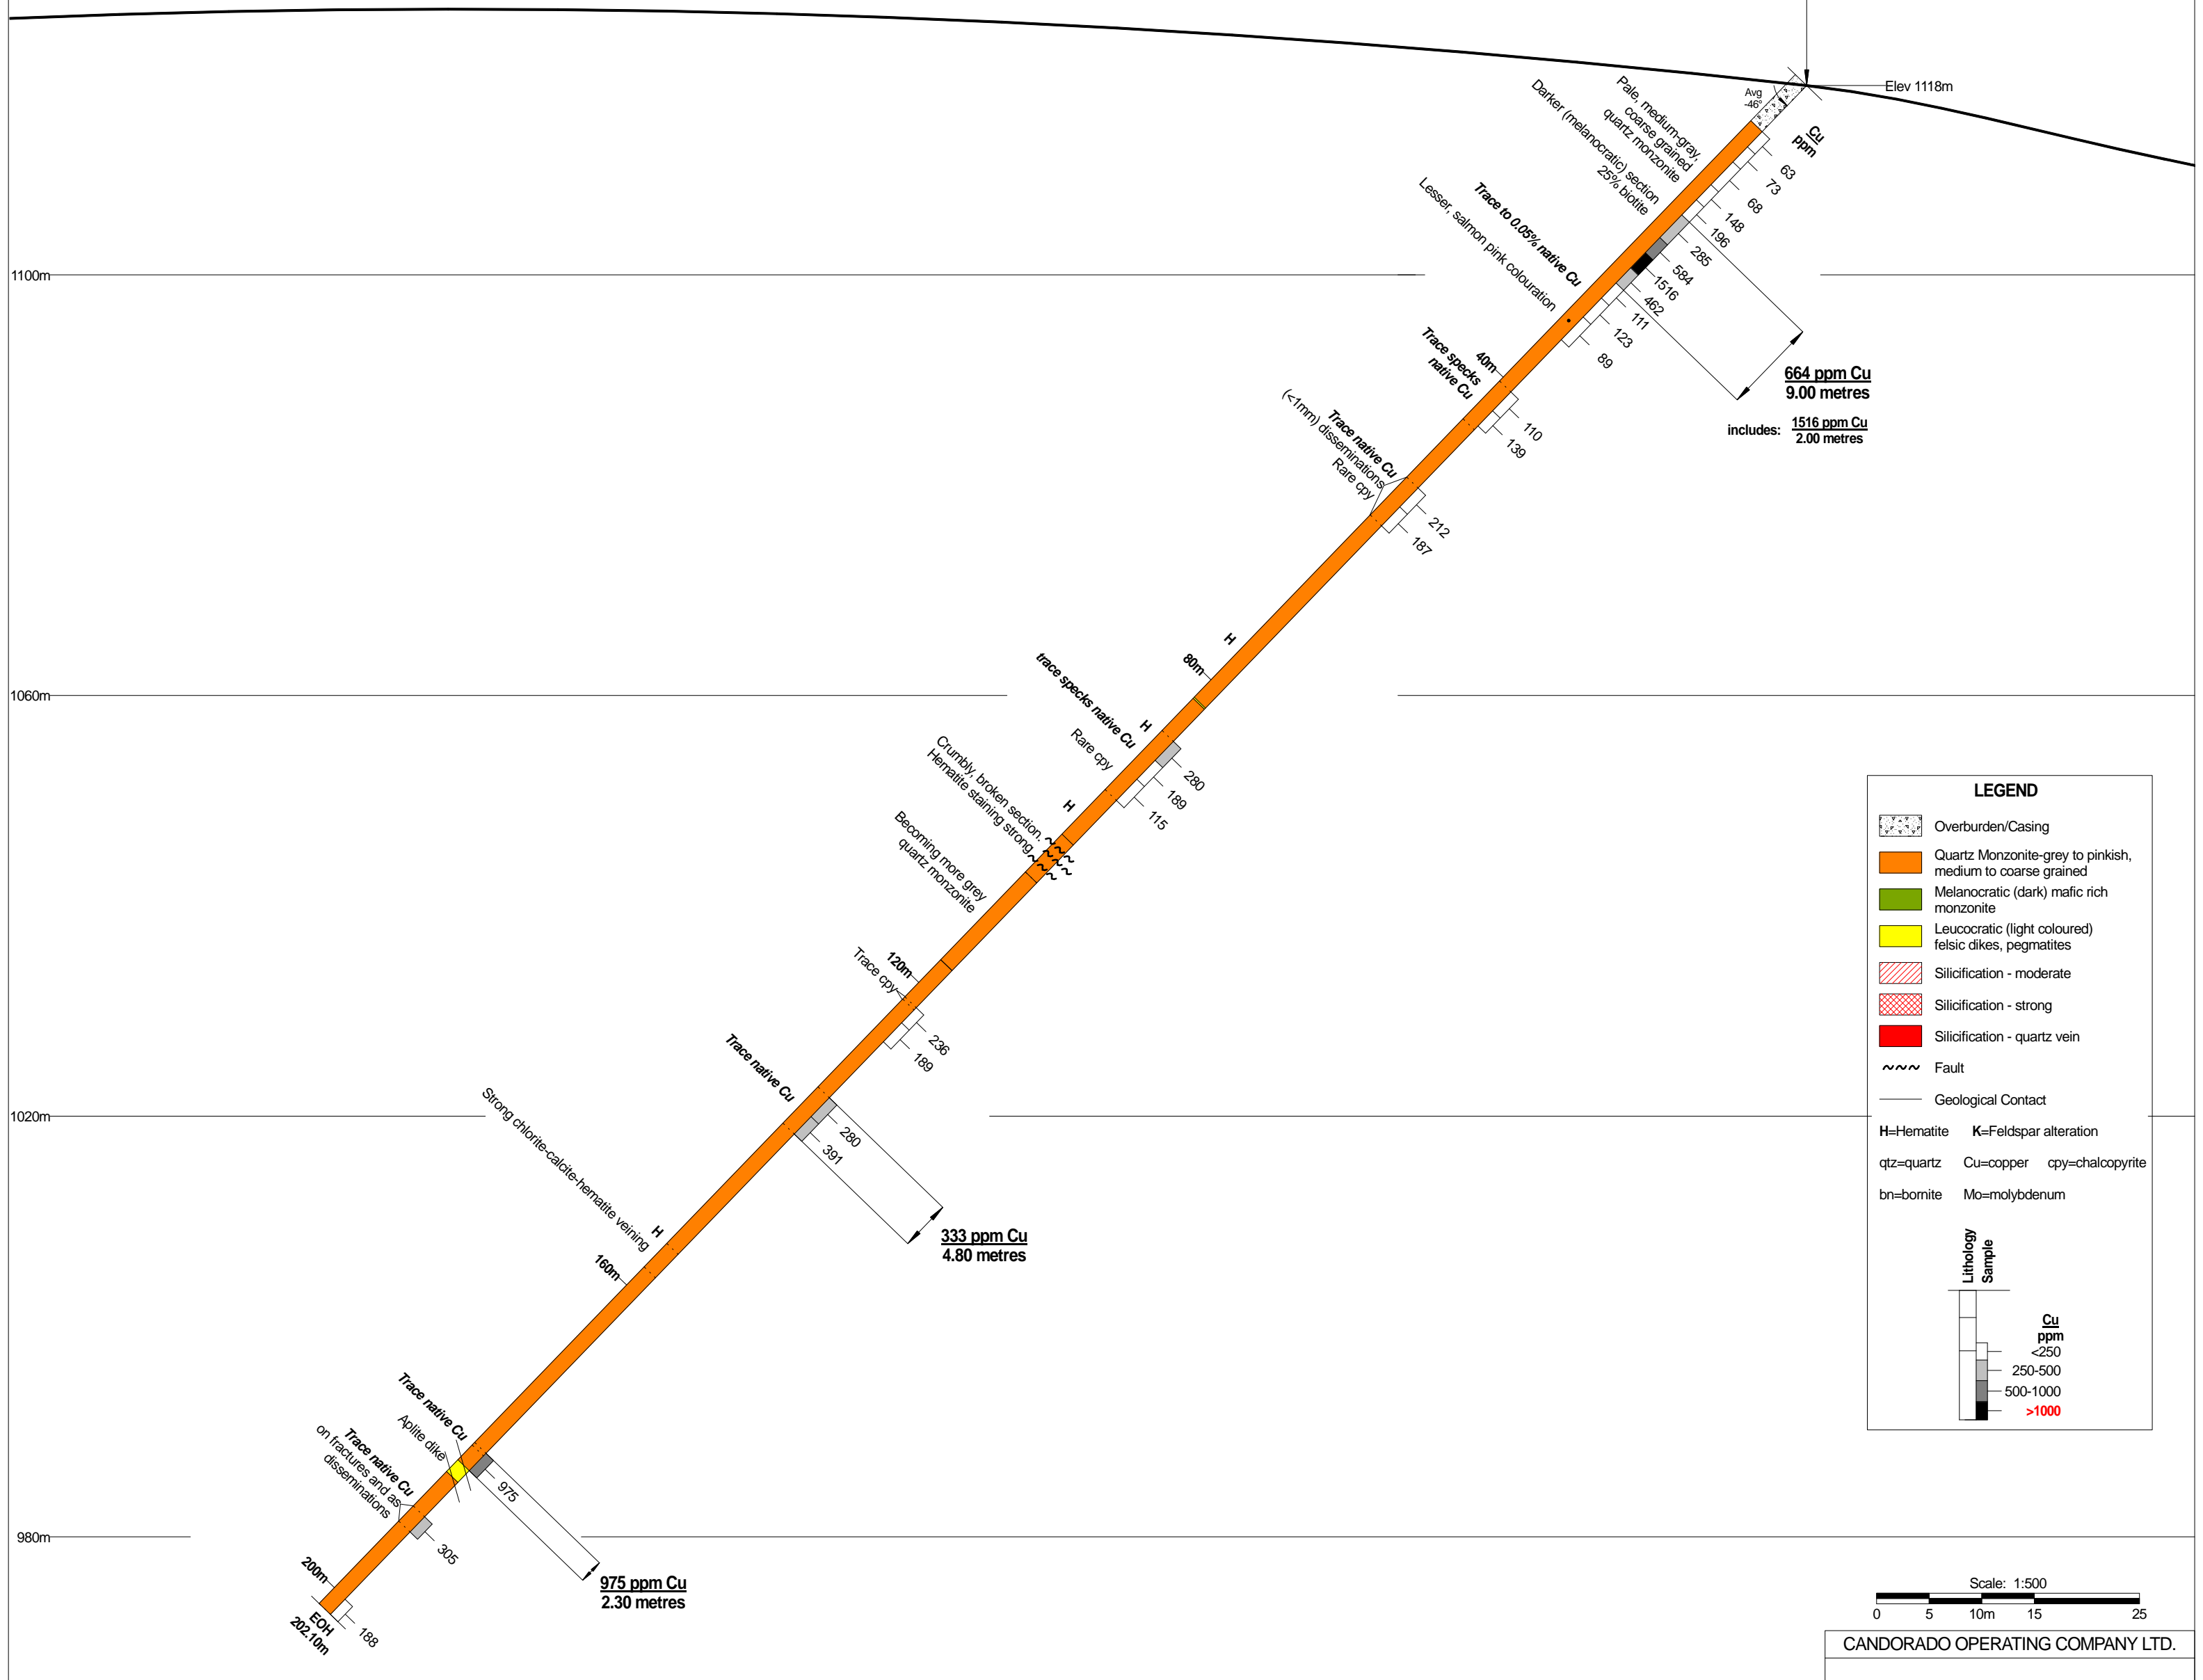 Elev 1118m
Avg
-46°
Cu
ppm
Pale, medium-gray,
coarse grained
quartz monzonite
Darker (melanocratic) section
25% biotite
Trace to 0.05% native Cu
Lesser, salmon pink colouration
63
73
68
148
196
285
584
1516
462
111
123
89
1100m
664 ppm Cu
9.00 metres
includes: 1516 ppm Cu
2.00 metres
40m
Trace specks
native Cu
110
139
Trace native Cu
(<1mm) disseminations
Rare cpy
212
187
H
80m
1060m
trace specks native Cu
H
Rare cpy
280
189
115
H
Crumbly, broken section.
Hematite staining strong
Becoming more grey
quartz monzonite
120m
Trace cpy
236
189
Trace native Cu
1020m
280
391
333 ppm Cu
4.80 metres
Strong chlorite-calcite-hematite veining
H
160m
Trace native Cu
Aplite dike
975
975 ppm Cu
2.30 metres
Trace native Cu
on fractures and as
disseminations
305
980m
200m
EOH
202.10m
188
LEGEND
Overburden/Casing
Quartz Monzonite-grey to pinkish,
medium to coarse grained
Melanocratic (dark) mafic rich
monzonite
Leucocratic (light coloured)
felsic dikes, pegmatites
Silicification - moderate
Silicification - strong
Silicification - quartz vein
Fault
Geological Contact
H=Hematite K=Feldspar alteration
qtz=quartz Cu=copper cpy=chalcopyrite
bn=bornite Mo=molybdenum
Lithology
Sample
Cu
ppm
<250
250-500
500-1000
>1000
Scale: 1:500
0 5 10m 15 25
CANDORADO OPERATING COMPANY LTD.